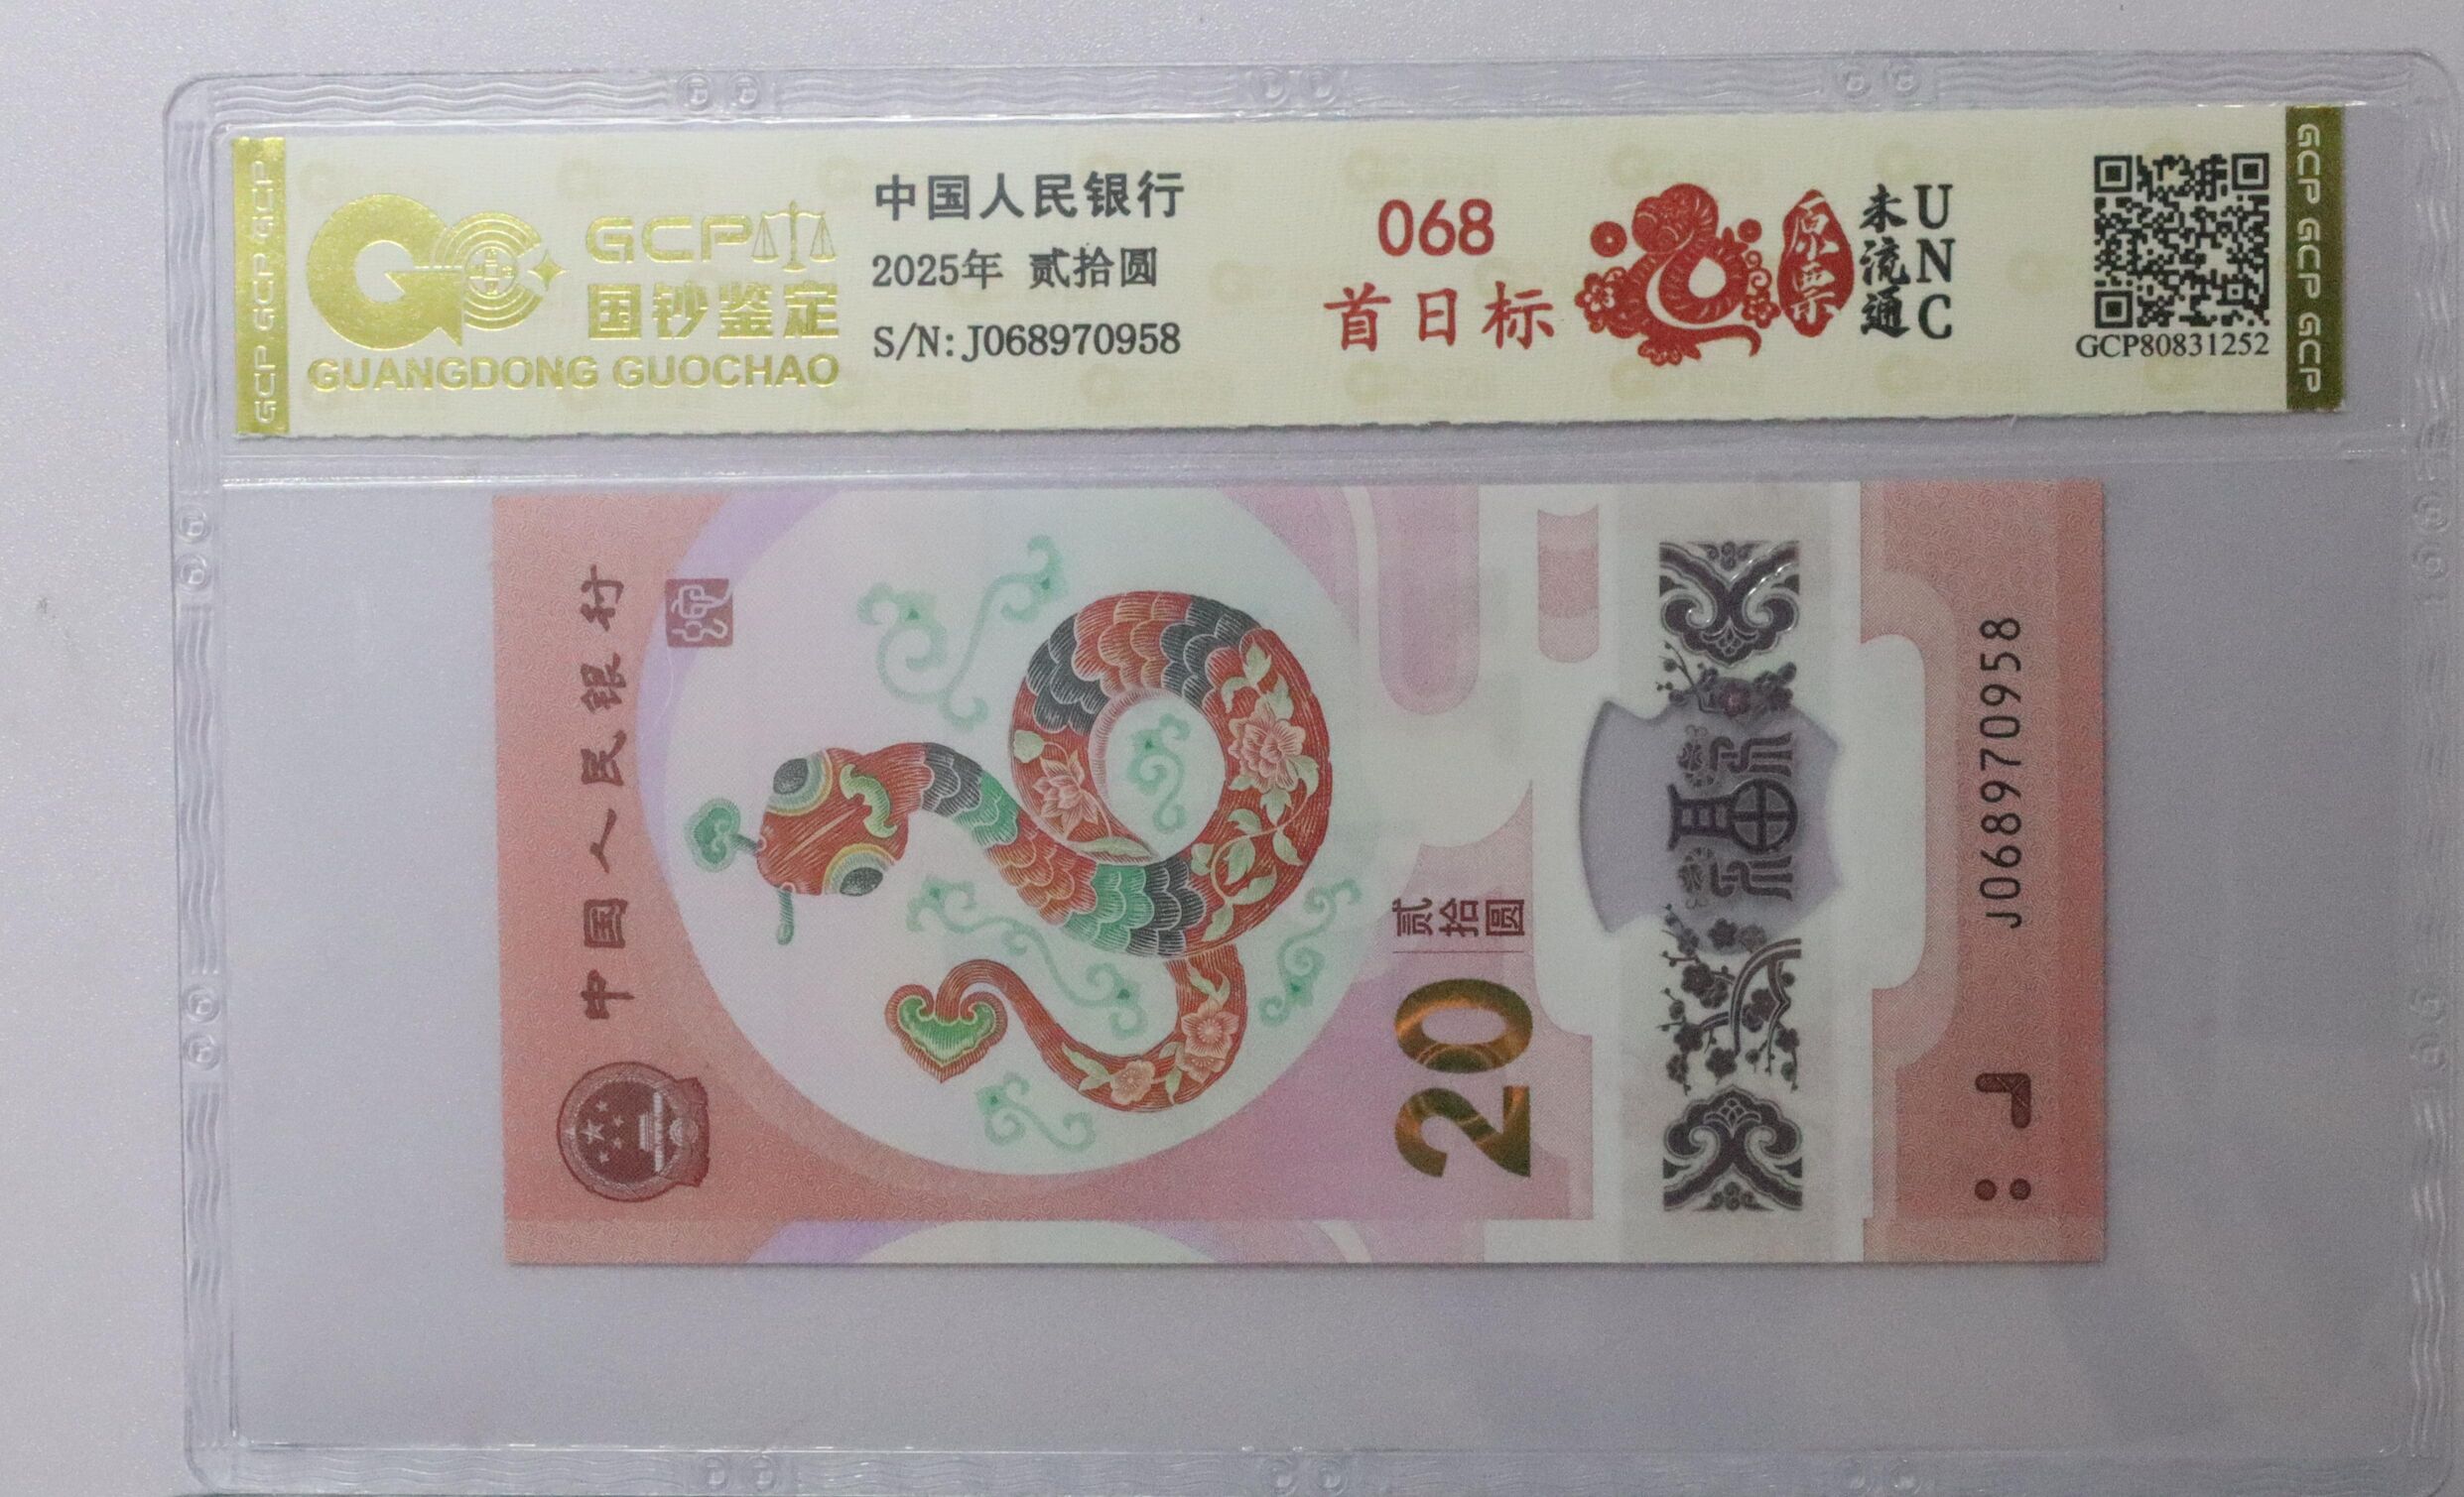 GCP GCP GCP
GCP
国钞鉴定
GUANGDONG GUOCHAO
中国人民银行
2025年 贰拾圆
S/N:J068970958
068
首日标
原票
未流通
UNC
GCP80831252
GCP GCP GCP
中国人民银行
20
贰拾圆
福
J068970958